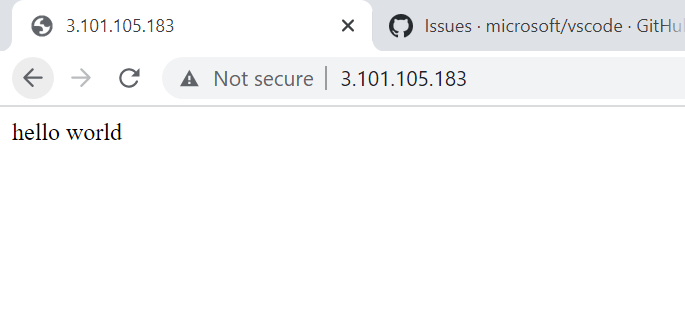 3.101.105.183
Issues · microsoft/vscode · GitHu
Not secure
3.101.105.183
hello world